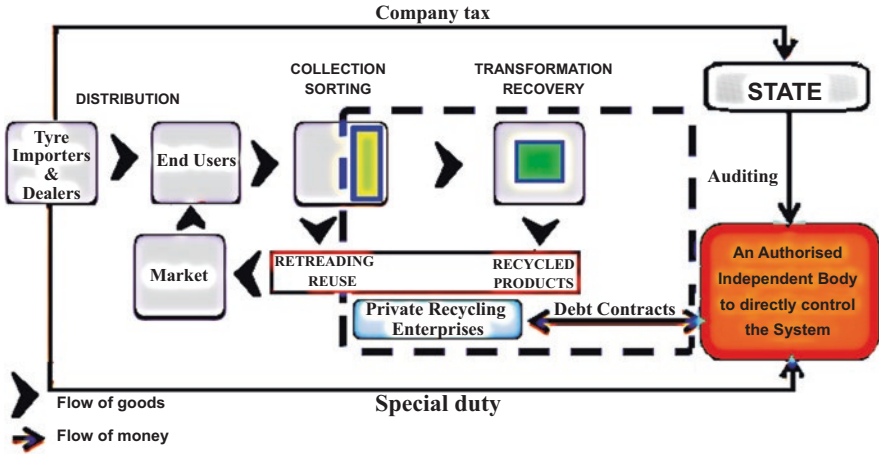 Company tax
COLLECTION
SORTING
TRANSFORMATION
RECOVERY
DISTRIBUTION
STATE
Tyre
Importers
&
Dealers
End Users
Auditing
Market
RETREADING
REUSE
RECYCLED
PRODUCTS
An Authorised
Independent Body
to directly control
the System
Private Recycling
Enterprises
Debt Contracts
Special duty
Flow of goods
Flow of money